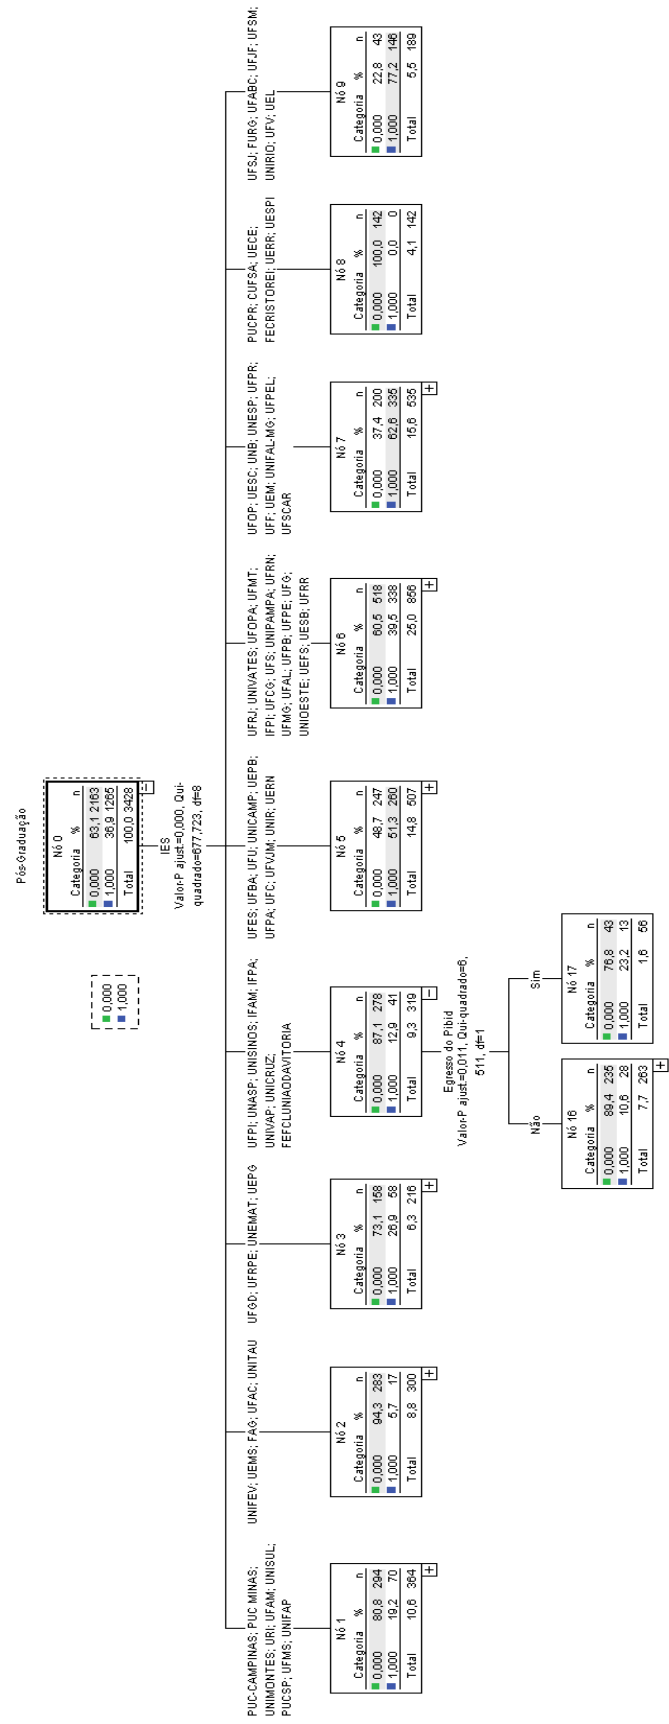 Pós-Graduação
0,000
1,000
Nó 0
Categoria % n
0,000 63,1 2163
1,000 36,9 1265
Total 100,0 3428
IES
Valor-P ajust.=0,000, Qui-
quadrado=677,723, df=8
PUC-CAMPINAS; PUC MINAS;
UNIMONTES; URI; UFAM; UNISUL;
PUCSP; UFMS; UNIFAP
Nó 1
Categoria % n
0,000 80,8 294
1,000 19,2 70
Total 10,6 364
UNIFEV; UEMS; FAG; UFAC; UNITAU
Nó 2
Categoria % n
0,000 94,3 283
1,000 5,7 17
Total 8,8 300
UFGD; UFRPE; UNEMAT; UEPG
Nó 3
Categoria % n
0,000 73,1 158
1,000 26,9 58
Total 6,3 216
UFPI; UNASP; UNISINOS; IFAM; IFPA;
UNIVAP; UNICRUZ;
FEFCLUNIAODAVITORIA
Nó 4
Categoria % n
0,000 87,1 278
1,000 12,9 41
Total 9,3 319
UFES; UFBA; UFU; UNICAMP; UEPB;
UFPA; UFC; UFVJM; UNIR; UERN
Nó 5
Categoria % n
0,000 48,7 247
1,000 51,3 260
Total 14,8 507
UFRJ; UNIVATES; UFOPA; UFMT;
IFPI; UFCG; UFS; UNIPAMPA; UFRN;
UFMG; UFAL; UFPB; UFPE; UFG;
UNIOESTE; UEFS; UESB; UFRR
Nó 6
Categoria % n
0,000 60,5 518
1,000 39,5 338
Total 25,0 856
UFOP; UESC; UNB; UNESP; UFPR;
UFF; UEM; UNIFAL-MG; UFPEL;
UFSCAR
Nó 7
Categoria % n
0,000 37,4 200
1,000 62,6 335
Total 15,6 535
PUCPR; CUFSA; UECE;
FECRISTOREI; UERR; UESPI
Nó 8
Categoria % n
0,000 100,0 142
1,000 0,0 0
Total 4,1 142
UFSJ; FURG; UFABC; UFJF; UFSM;
UNIRIO; UFV; UEL
Nó 9
Categoria % n
0,000 22,8 43
1,000 77,2 146
Total 5,5 189
Egresso do Pibid
Valor-P ajust.=0,011, Qui-quadrado=6,
511, df=1
Não
Sim
Nó 16
Categoria % n
0,000 89,4 235
1,000 10,6 28
Total 7,7 263
Nó 17
Categoria % n
0,000 76,8 43
1,000 23,2 13
Total 1,6 56